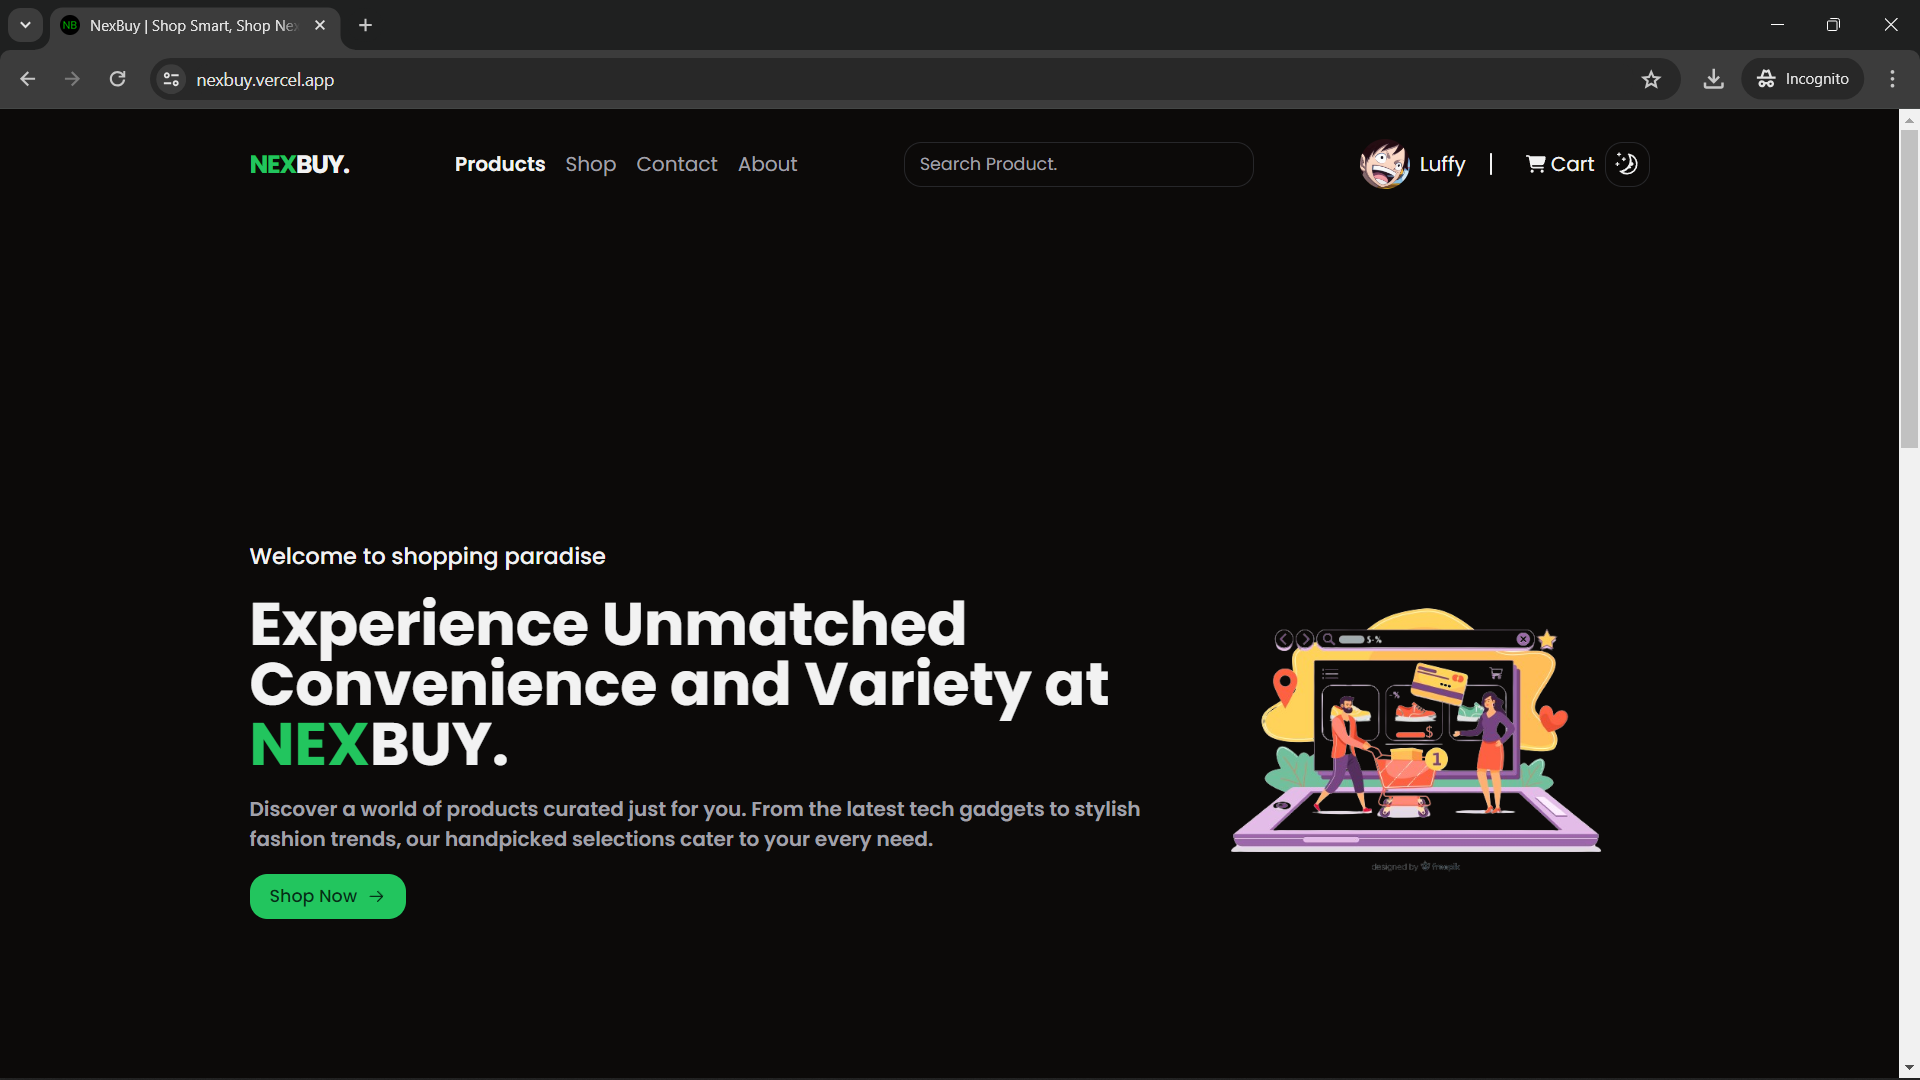 NexBuy | Shop Smart, Shop Nex
nexbuy.vercel.app
Incognito
NEXBUY.
Products Shop Contact About
Search Product.
Luffy | Cart
Welcome to shopping paradise
Experience Unmatched
Convenience and Variety at
NEXBUY.
Discover a world of products curated just for you. From the latest tech gadgets to stylish
fashion trends, our handpicked selections cater to your every need.
Shop Now →
$-%
-%
$
1
designed by freepik